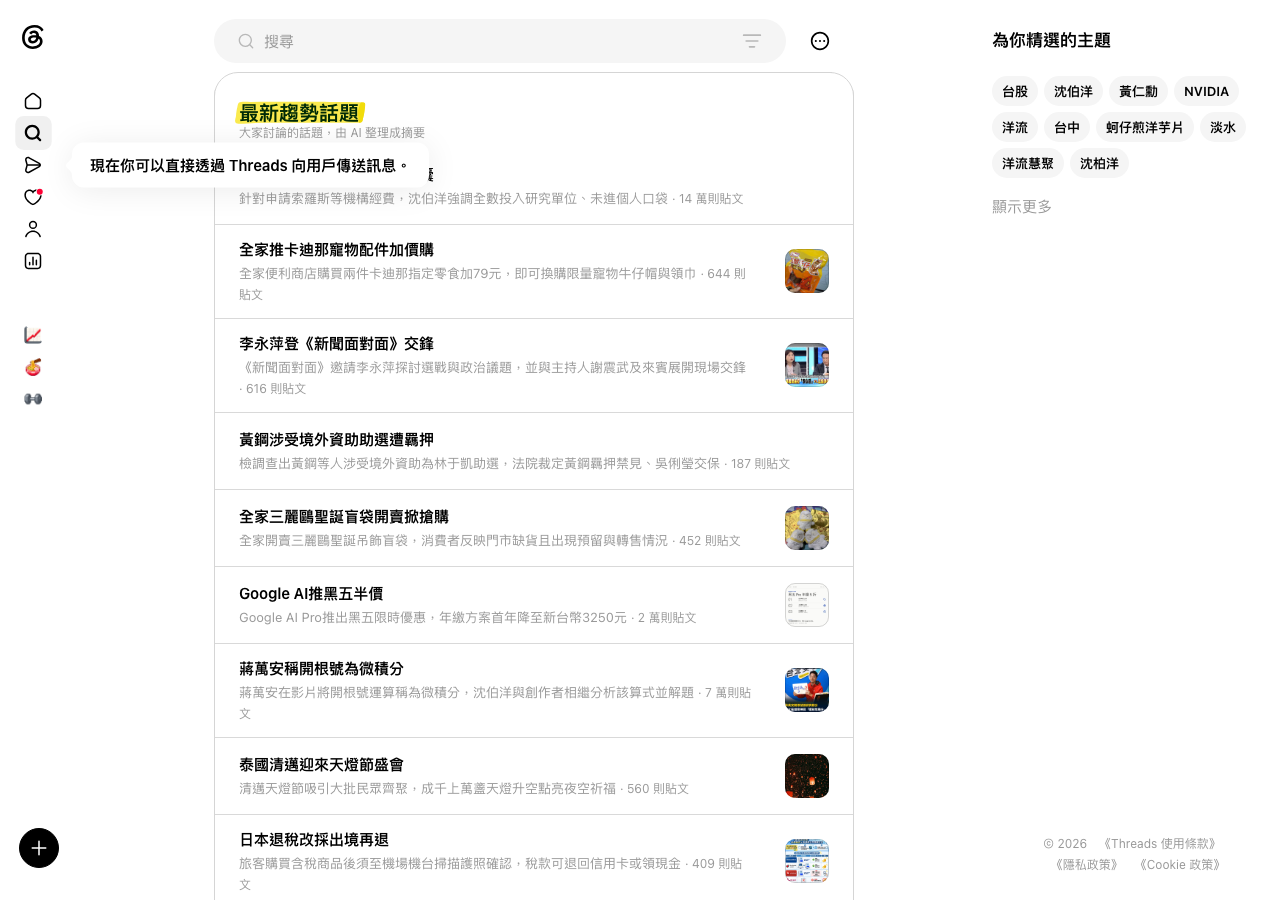 搜尋
最新趨勢話題
大家討論的話題，由 AI 整理成摘要
現在你可以直接透過 Threads 向用戶傳送訊息。
針對申請索羅斯等機構經費，沈伯洋強調全數投入研究單位、未進個人口袋 · 14 萬則貼文
全家推卡迪那寵物配件加價購
全家便利商店購買兩件卡迪那指定零食加79元，即可換購限量寵物牛仔帽與領巾 · 644 則
貼文
李永萍登《新聞面對面》交鋒
《新聞面對面》邀請李永萍探討選戰與政治議題，並與主持人謝震武及來賓展開現場交鋒
· 616 則貼文
黃鋼涉受境外資助助選遭羈押
檢調查出黃鋼等人涉受境外資助為林于凱助選，法院裁定黃鋼羈押禁見、吳俐瑩交保 · 187 則貼文
全家三麗鷗聖誕盲袋開賣掀搶購
全家開賣三麗鷗聖誕吊飾盲袋，消費者反映門市缺貨且出現預留與轉售情況 · 452 則貼文
Google AI推黑五半價
Google AI Pro推出黑五限時優惠，年繳方案首年降至新台幣3250元 · 2 萬則貼文
蔣萬安稱開根號為微積分
蔣萬安在影片將開根號運算稱為微積分，沈伯洋與創作者相繼分析該算式並解題 · 7 萬則貼
文
泰國清邁迎來天燈節盛會
清邁天燈節吸引大批民眾齊聚，成千上萬盞天燈升空點亮夜空祈福 · 560 則貼文
日本退稅改採出境再退
旅客購買含稅商品後須至機場機台掃描護照確認，稅款可退回信用卡或領現金 · 409 則貼
文
為你精選的主題
台股 沈伯洋 黃仁勳 NVIDIA
洋流 台中 蚵仔煎洋芋片 淡水
洋流慧聚 沈柏洋
顯示更多
© 2026 《Threads 使用條款》
《隱私政策》 《Cookie 政策》